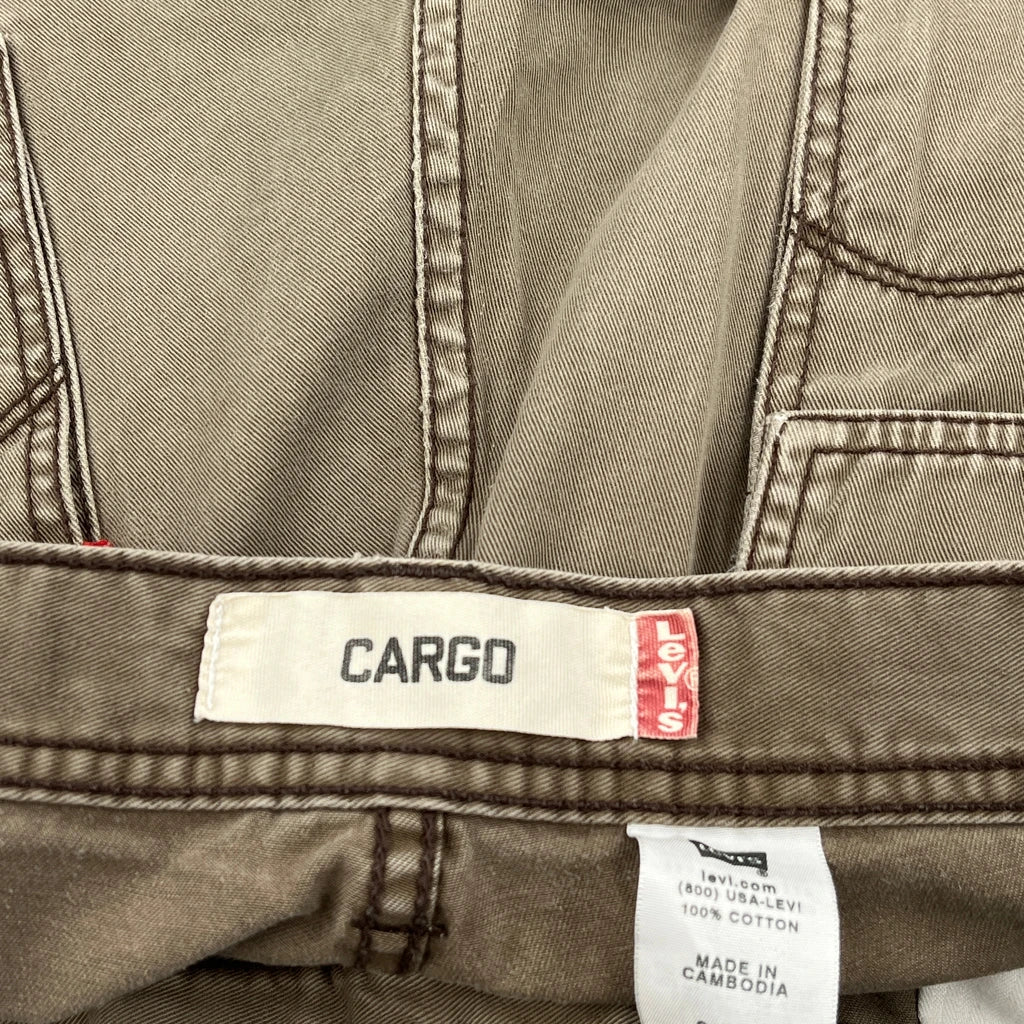 CARGO
Levi's
®
LEVI'S
®
levi.com
(800) USA-LEVI
100% COTTON
MADE IN
CAMBODIA